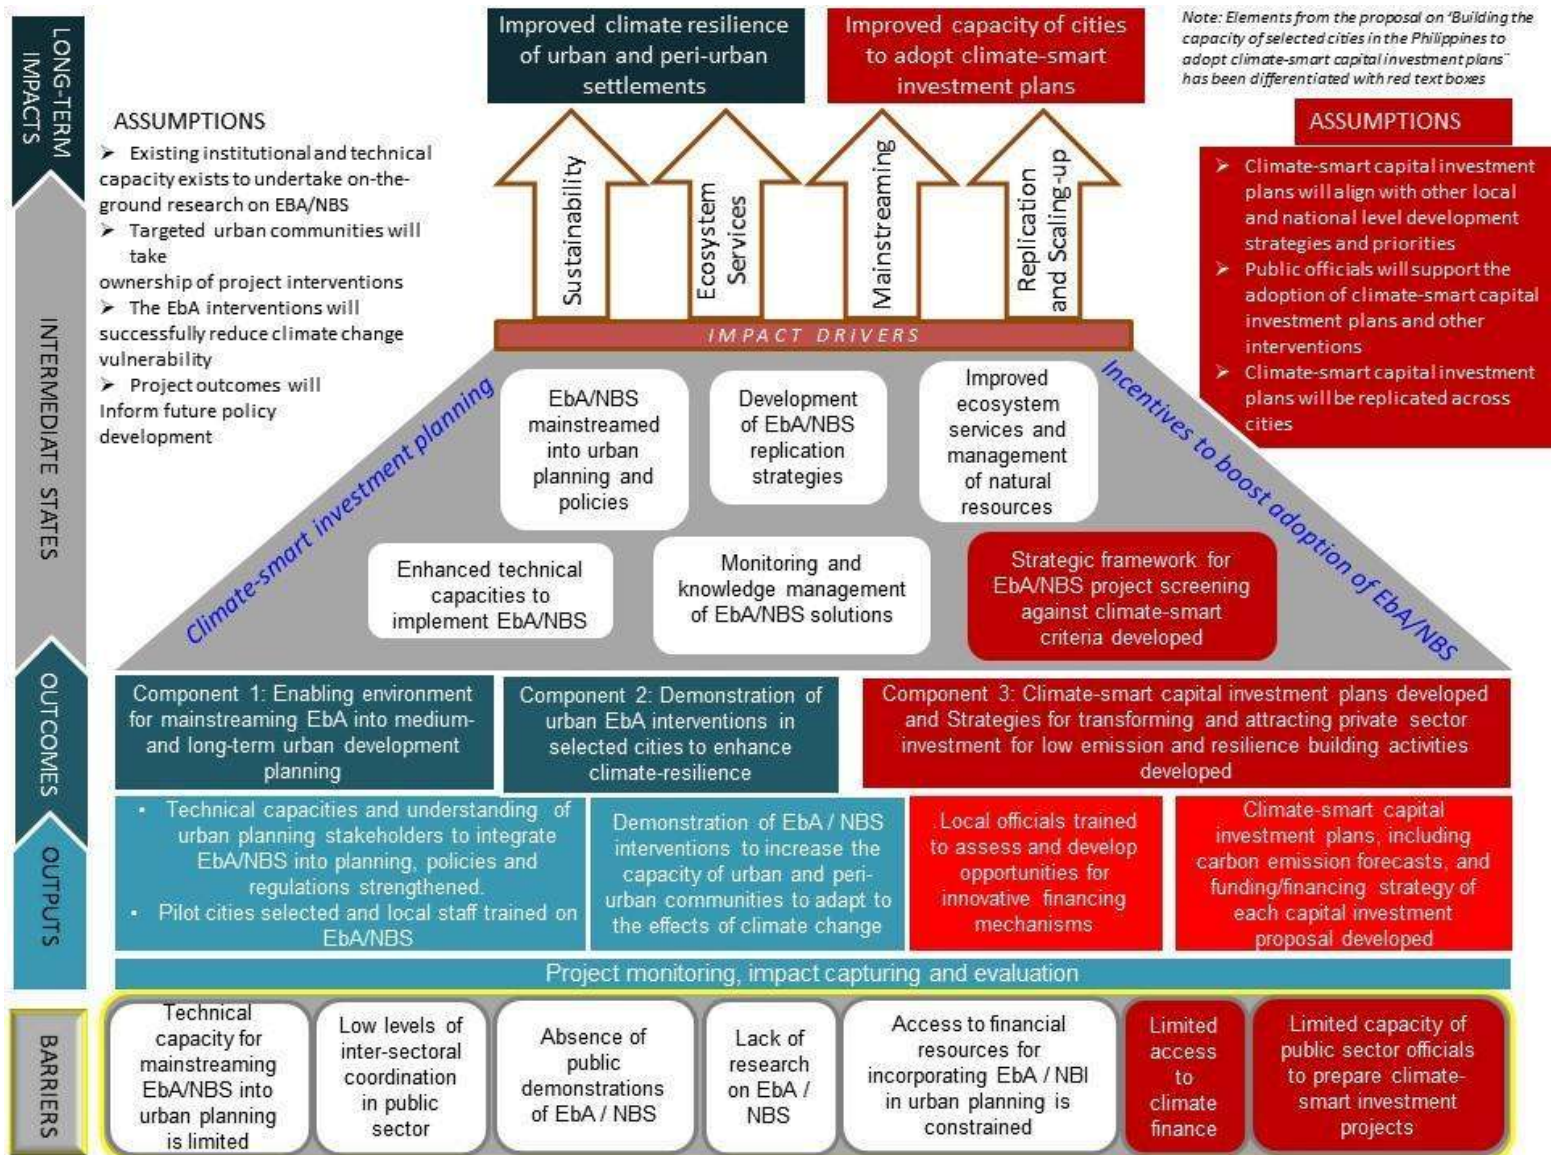 LONG-TERM
IMPACTS
Improved climate resilience
of urban and peri-urban
settlements
Improved capacity of cities
to adopt climate-smart
investment plans
Note: Elements from the proposal on ‘Building the
capacity of selected cities in the Philippines to
adopt climate-smart capital investment plans¨
has been differentiated with red text boxes
ASSUMPTIONS
➢ Existing institutional and technical
capacity exists to undertake on-the-
ground research on EBA/NBS
➢ Targeted urban communities will
take
ownership of project interventions
➢ The EbA interventions will
successfully reduce climate change
vulnerability
➢ Project outcomes will
Inform future policy
development
Sustainability
Ecosystem
Services
Mainstreaming
Replication
and Scaling-up
ASSUMPTIONS
➢ Climate-smart capital investment
plans will align with other local
and national level development
strategies and priorities
➢ Public officials will support the
adoption of climate-smart capital
investment plans and other
interventions
➢ Climate-smart capital investment
plans will be replicated across
cities
IMPACT DRIVERS
INTERMEDIATE STATES
Climate-smart investment planning
Incentives to boost adoption of EbA/NBS
EbA/NBS
mainstreamed
into urban
planning and
policies
Development
of EbA/NBS
replication
strategies
Improved
ecosystem
services and
management
of natural
resources
Enhanced technical
capacities to
implement EbA/NBS
Monitoring and
knowledge management
of EbA/NBS solutions
Strategic framework for
EbA/NBS project screening
against climate-smart
criteria developed
OUTCOMES
Component 1: Enabling environment
for mainstreaming EbA into medium-
and long-term urban development
planning
Component 2: Demonstration of
urban EbA interventions in
selected cities to enhance
climate-resilience
Component 3: Climate-smart capital investment plans developed
and Strategies for transforming and attracting private sector
investment for low emission and resilience building activities
developed
OUTPUTS
• Technical capacities and understanding of
urban planning stakeholders to integrate
EbA/NBS into planning, policies and
regulations strengthened.
• Pilot cities selected and local staff trained on
EbA/NBS
Demonstration of EbA / NBS
interventions to increase the
capacity of urban and peri-
urban communities to adapt to
the effects of climate change
.Local officials trained
to assess and develop
opportunities for
innovative financing
mechanisms
Climate-smart capital
investment plans, including
carbon emission forecasts, and
funding/financing strategy of
each capital investment
proposal developed
Project monitoring, impact capturing and evaluation
BARRIERS
Technical
capacity for
mainstreaming
EbA/NBS into
urban planning
is limited
Low levels of
inter-sectoral
coordination
in public
sector
Absence of
public
demonstrations
of EbA / NBS
Lack of
research
on EbA /
NBS
Access to financial
resources for
incorporating EbA / NBI
in urban planning is
constrained
Limited
access
to
climate
finance
Limited capacity of
public sector officials
to prepare climate-
smart investment
projects